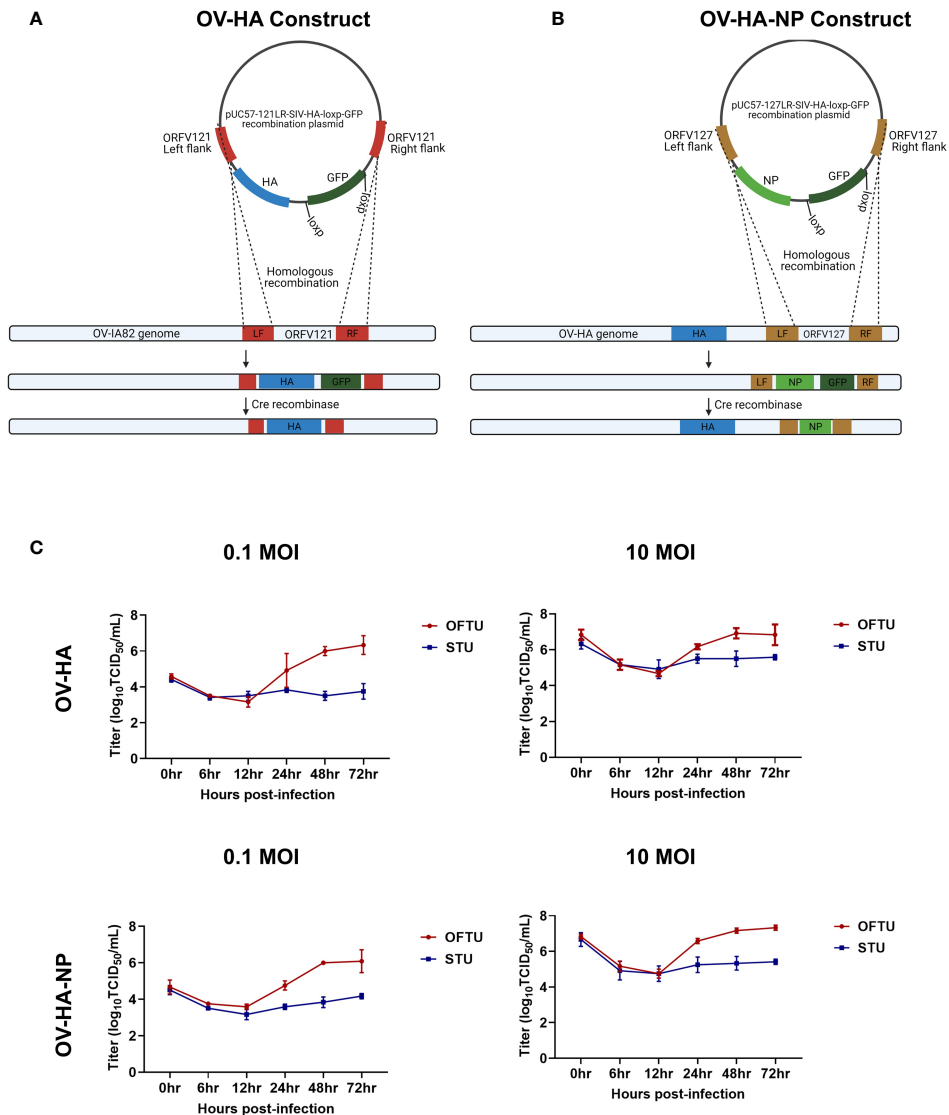 A
OV-HA Construct
pUC57-121LR-SIV-HA-loxp-GFP
recombination plasmid
ORFV121
Left flank
ORFV121
Right flank
HA
GFP
loxp
loxp
Homologous
recombination
OV-IA82 genome
LF
ORFV121
RF
HA
GFP
Cre recombinase
HA
B
OV-HA-NP Construct
pUC57-127LR-SIV-HA-loxp-GFP
recombination plasmid
ORFV127
Left flank
ORFV127
Right flank
NP
GFP
loxp
loxp
Homologous
recombination
OV-HA genome
HA
LF
ORFV127
RF
LF
NP
GFP
RF
Cre recombinase
HA
NP
C
0.1 MOI
10 MOI
OV-HA
Titer (log10TCID50/mL)
8
6
4
2
0
0hr 6hr 12hr 24hr 48hr 72hr
Hours post-infection
OFTU
STU
Titer (log10TCID50/mL)
8
6
4
2
0
0hr 6hr 12hr 24hr 48hr 72hr
Hours post-infection
OFTU
STU
0.1 MOI
10 MOI
OV-HA-NP
Titer (log10TCID50/mL)
8
6
4
2
0
0hr 6hr 12hr 24hr 48hr 72hr
Hours post-infection
OFTU
STU
Titer (log10TCID50/mL)
8
6
4
2
0
0hr 6hr 12hr 24hr 48hr 72hr
Hours post-infection
OFTU
STU